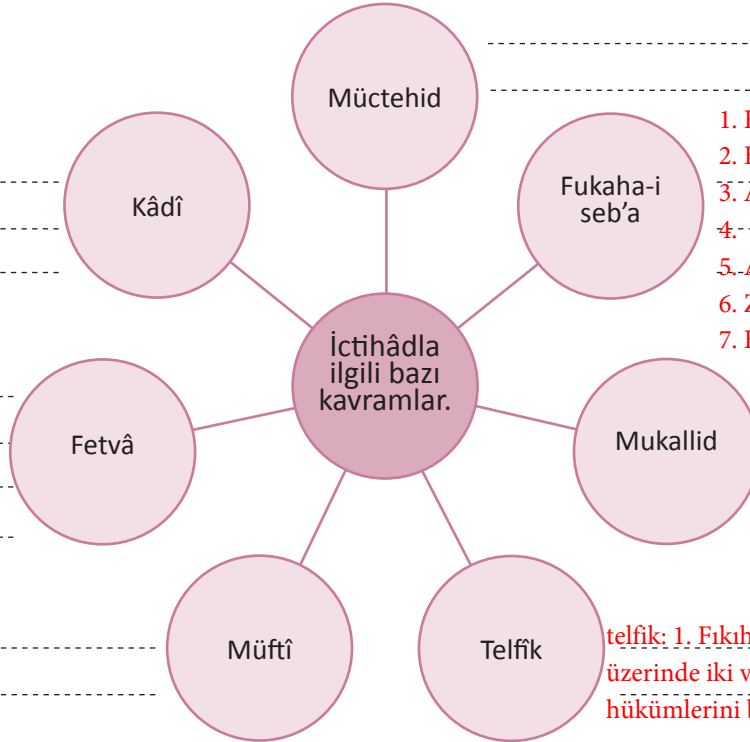 Müctehid
Kâdî
Fukaha-i
seb’a
1.
2.
3.
4.
5.
6.
7.
İctihâdla
ilgili bazı
kavramlar.
Fetvâ
Mukallid
Müftî
Telfîk
telfik: 1. Fıkıh
üzerinde iki
hükümlerini